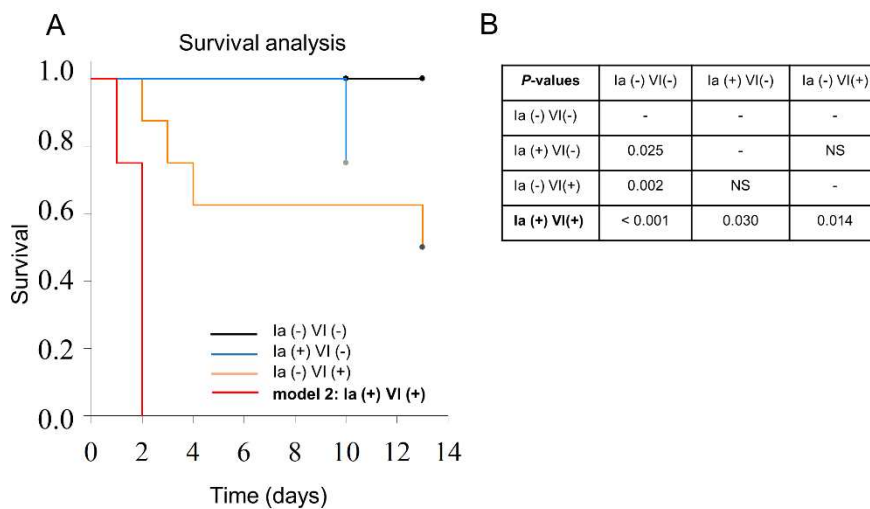 A
Survival analysis
1.0
0.8
0.6
0.4
0.2
0.0
Survival
0 2 4 6 8 10 12 14
Time (days)
Ia (-) VI (-)
Ia (+) VI (-)
Ia (-) VI (+)
model 2: Ia (+) VI (+)
B
P-values Ia (-) VI(-) Ia (+) VI(-) Ia (-) VI(+)
Ia (-) VI(-) - - -
Ia (+) VI(-) 0.025 - NS
Ia (-) VI(+) 0.002 NS -
Ia (+) VI(+) < 0.001 0.030 0.014